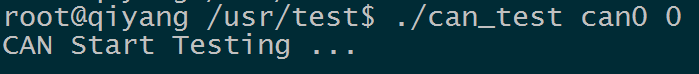 root@qiyang /usr/test$ ./can_test can0 0
CAN Start Testing ...